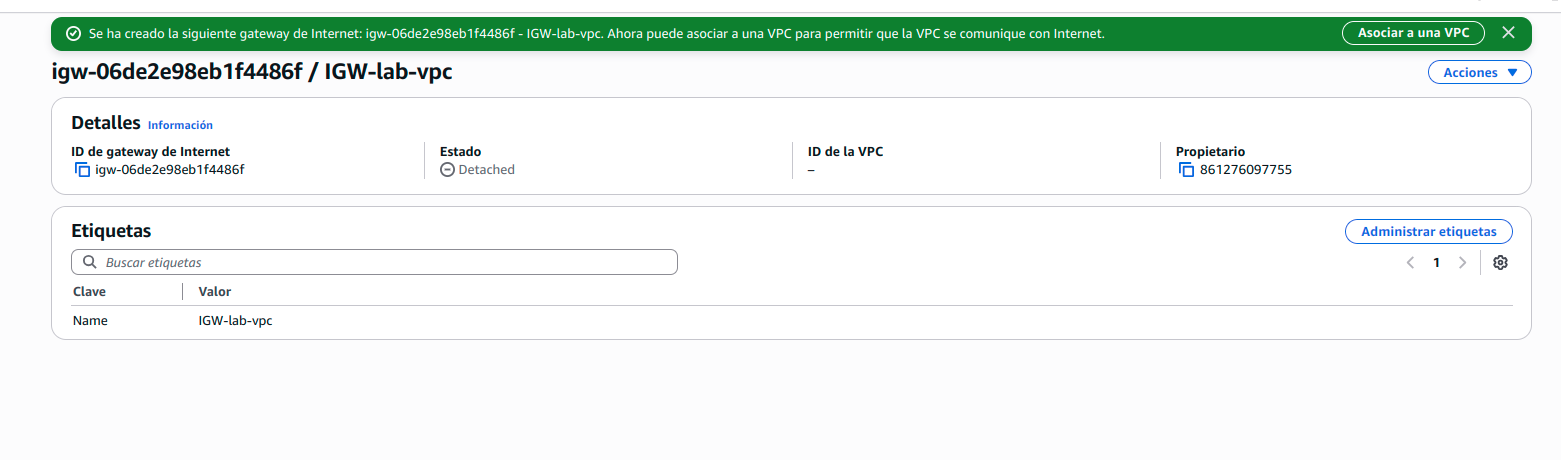 Se ha creado la siguiente gateway de Internet: igw-06de2e98eb1f4486f - IGW-lab-vpc. Ahora puede asociar a una VPC para permitir que la VPC se comunique con Internet. Asociar a una VPC
igw-06de2e98eb1f4486f / IGW-lab-vpc Acciones
Detalles Información
ID de gateway de Internet Estado ID de la VPC Propietario
igw-06de2e98eb1f4486f Detached – 861276097755
Etiquetas Administrar etiquetas
Buscar etiquetas 1
Clave Valor
Name IGW-lab-vpc